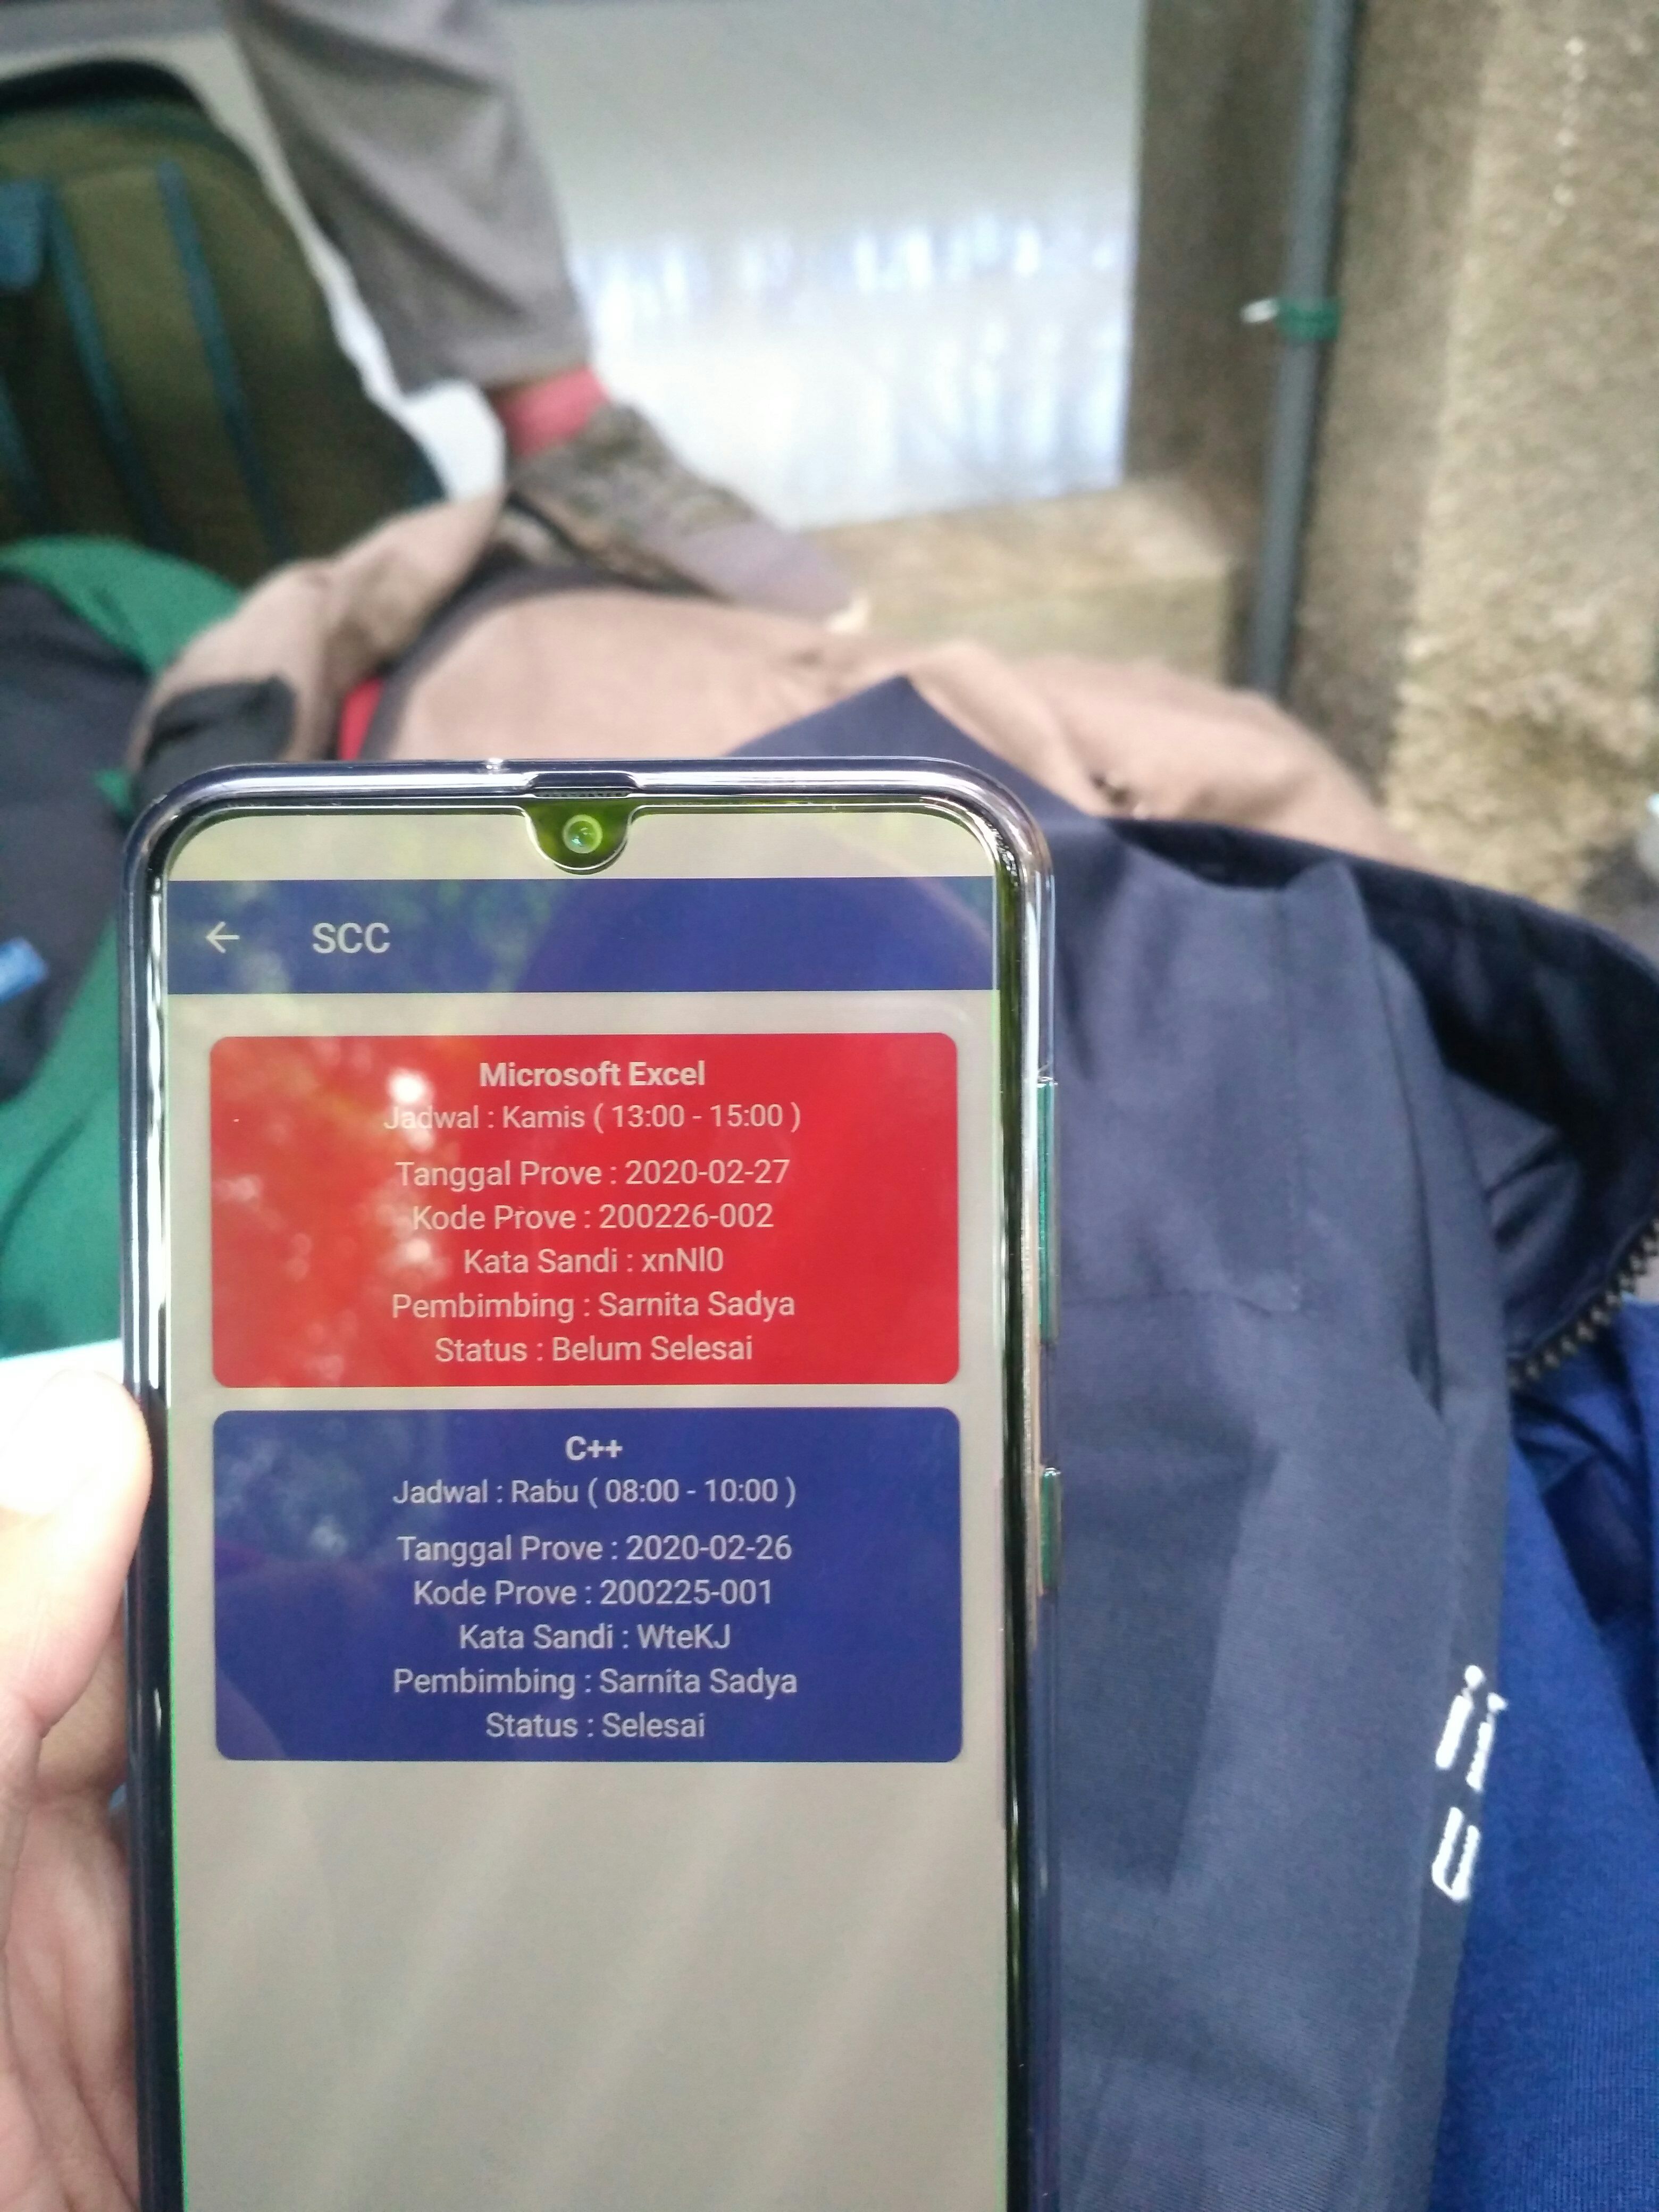 SCC
Microsoft Excel
Jadwal : Kamis ( 13:00 - 15:00 )
Tanggal Prove : 2020-02-27
Kode Prove : 200226-002
Kata Sandi : xnNl0
Pembimbing : Sarnita Sadya
Status : Belum Selesai
C++
Jadwal : Rabu ( 08:00 - 10:00 )
Tanggal Prove : 2020-02-26
Kode Prove : 200225-001
Kata Sandi : WteKJ
Pembimbing : Sarnita Sadya
Status : Selesai